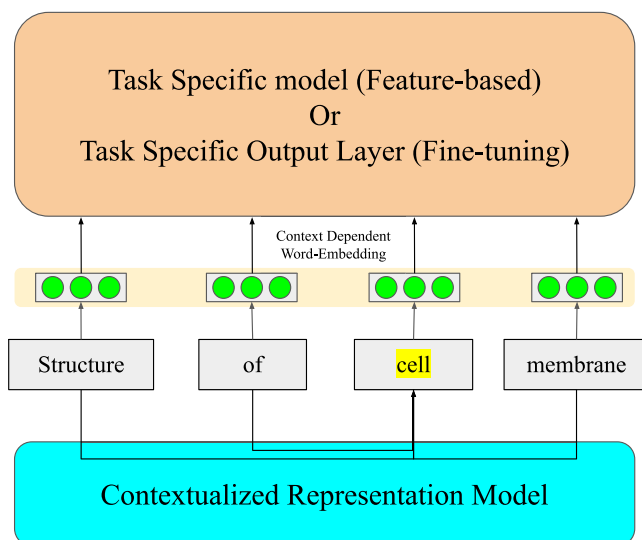 Task Specific model (Feature-based)
Or
Task Specific Output Layer (Fine-tuning)
Context Dependent
Word-Embedding
Structure
of
cell
membrane
Contextualized Representation Model